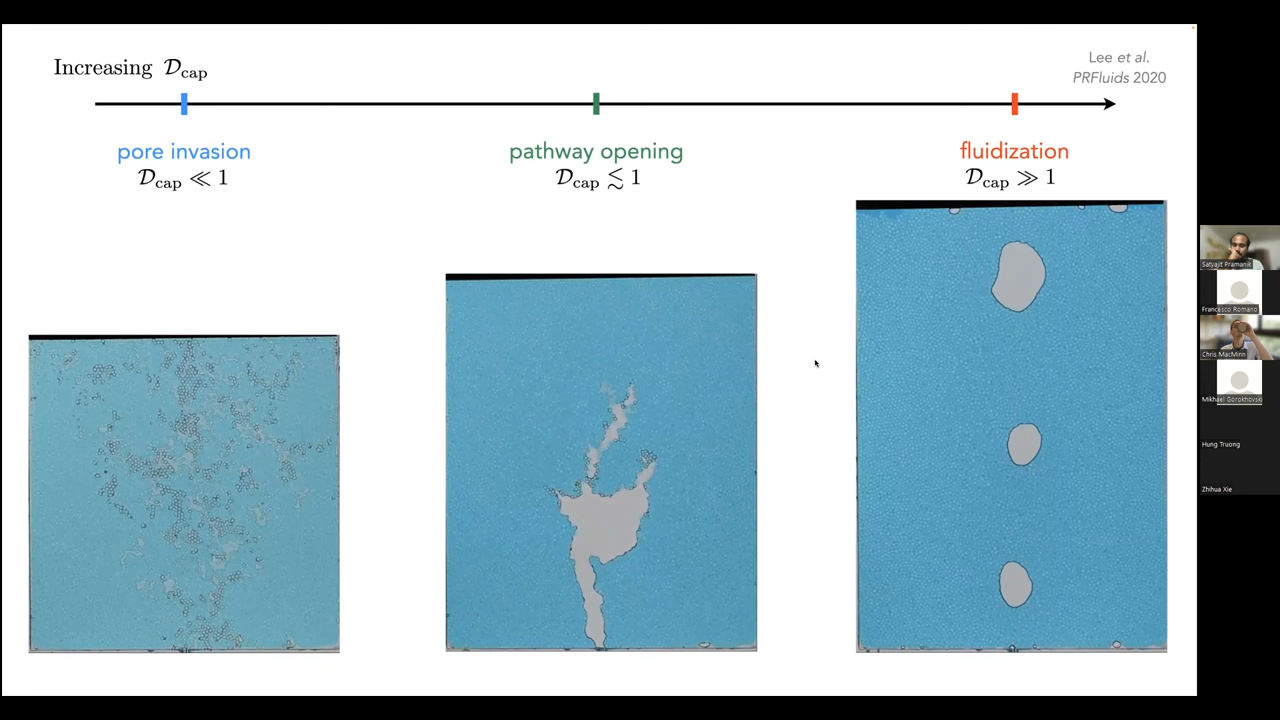 Increasing 𝒟cap
Lee et al.
PRFluids 2020
pore invasion
𝒟cap ≪ 1
pathway opening
𝒟cap ≲ 1
fluidization
𝒟cap ≫ 1
Satyajit Pramanik
Francesco Romano
Chris MacMinn
Mikhael Gorokhovski
Hung Truong
Zhihua Xie